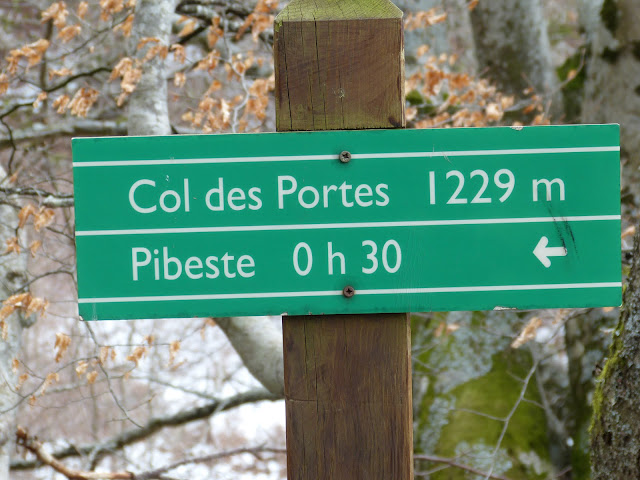 Col des Portes 1229 m
Pibeste 0 h 30 ←